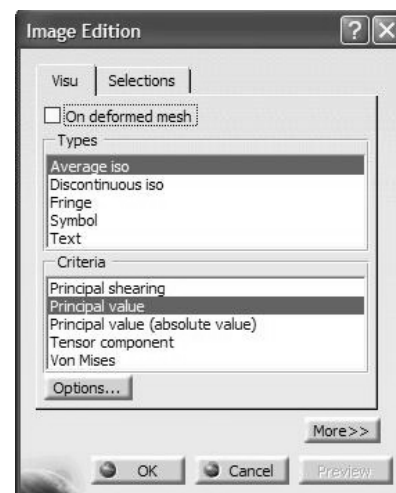 Image Edition
Visu Selections
On deformed mesh
Types
Average iso
Discontinuous iso
Fringe
Symbol
Text
Criteria
Principal shearing
Principal value
Principal value (absolute value)
Tensor component
Von Mises
Options...
More>>
OK Cancel Preview